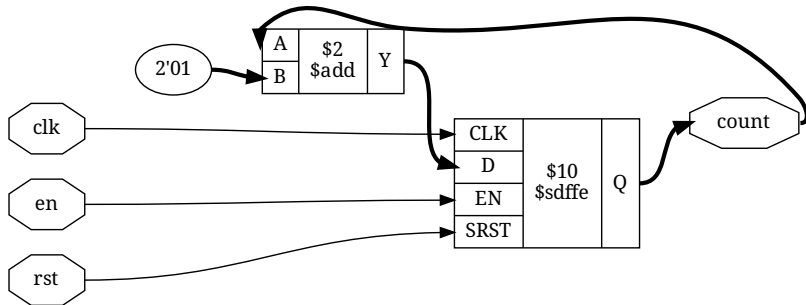 A
$2
$add
Y
B
2'01
clk
CLK
count
D
$10
$sdffe
Q
en
EN
SRST
rst